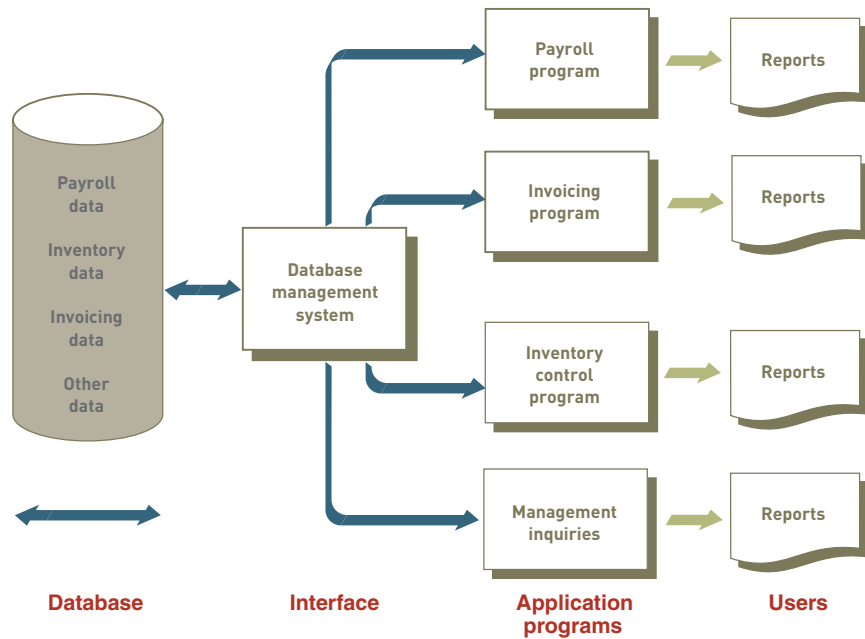 Payroll
data
Inventory
data
Invoicing
data
Other
data
Database
management
system
Payroll
program
Reports
Invoicing
program
Reports
Inventory
control
program
Reports
Management
inquiries
Reports
Database
Interface
Application
programs
Users